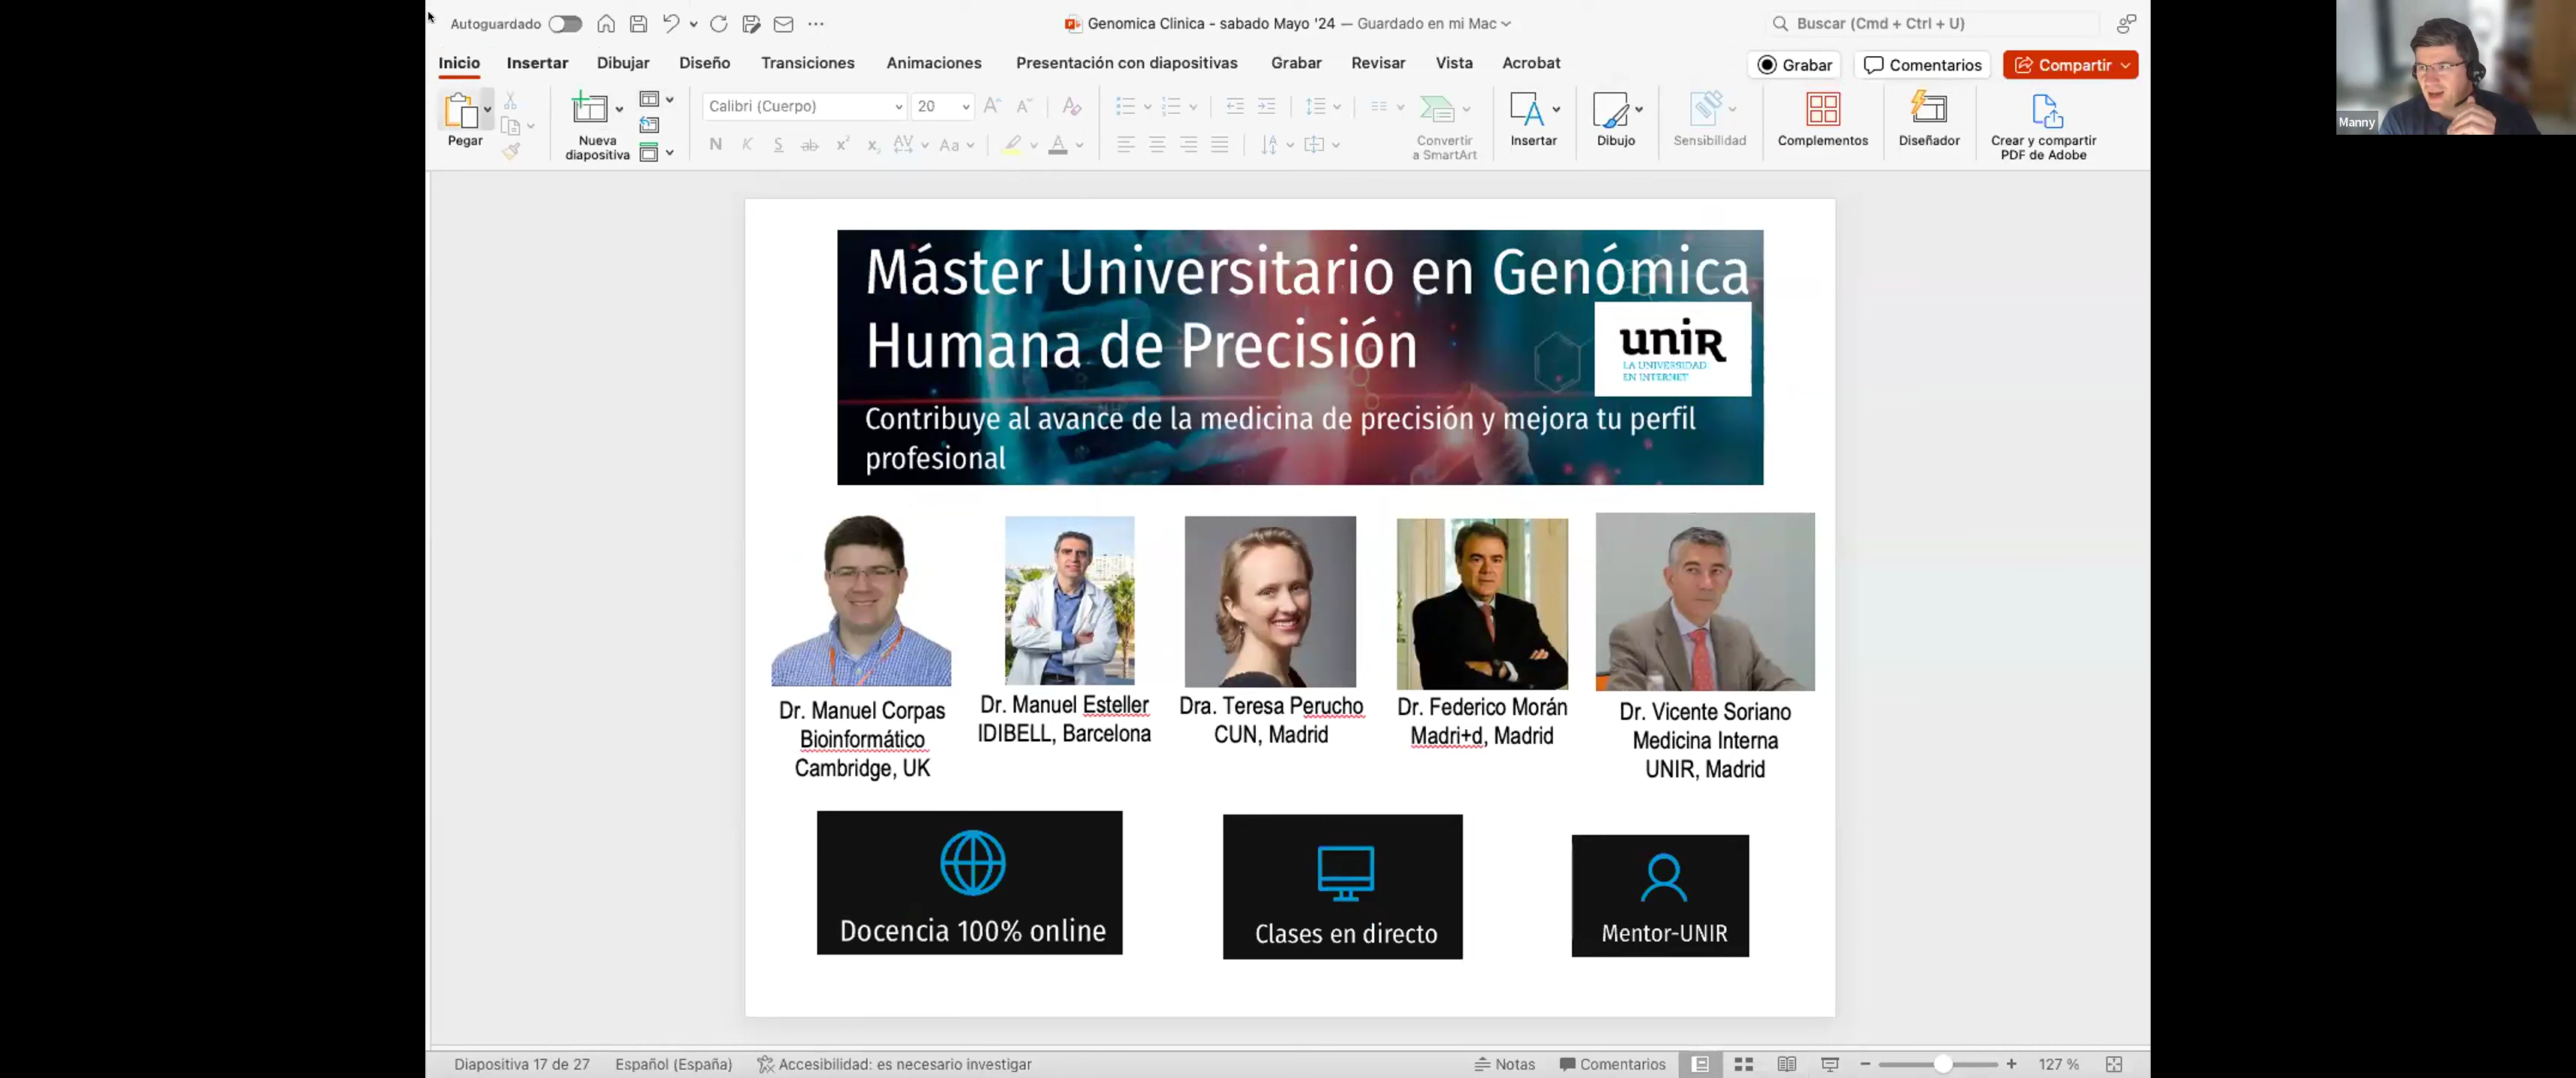 Autoguardado
Genomica Clinica - sabado Mayo '24 — Guardado en mi Mac
Buscar (Cmd + Ctrl + U)
Manny
Inicio
Insertar
Dibujar
Diseño
Transiciones
Animaciones
Presentación con diapositivas
Grabar
Revisar
Vista
Acrobat
Grabar
Comentarios
Compartir
Pegar
Nueva
diapositiva
Calibri (Cuerpo)
20
N K S ab x² x₂ AV Aa A
Convertir
a SmartArt
Insertar
Dibujo
Sensibilidad
Complementos
Diseñador
Crear y compartir
PDF de Adobe
Máster Universitario en Genómica
Humana de Precisión
unir
LA UNIVERSIDAD
EN INTERNET
Contribuye al avance de la medicina de precisión y mejora tu perfil
profesional
Dr. Manuel Corpas
Bioinformático
Cambridge, UK
Dr. Manuel Esteller
IDIBELL, Barcelona
Dra. Teresa Perucho
CUN, Madrid
Dr. Federico Morán
Madri+d, Madrid
Dr. Vicente Soriano
Medicina Interna
UNIR, Madrid
Docencia 100% online
Clases en directo
Mentor-UNIR
Diapositiva 17 de 27
Español (España)
Accesibilidad: es necesario investigar
Notas
Comentarios
127 %